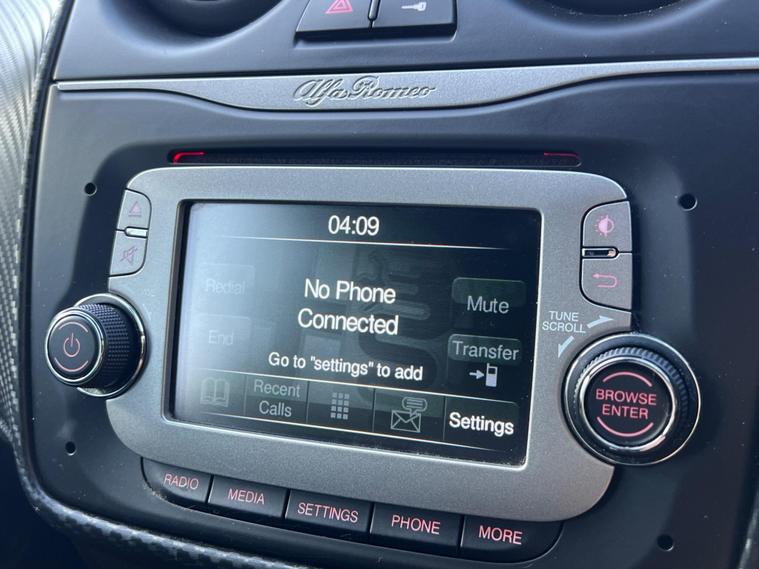 Alfa Romeo
04:09
Redial
No Phone
Connected
Mute
End
Transfer
Go to "settings" to add
Recent
Calls
Settings
TUNE
SCROLL
BROWSE
ENTER
RADIO
MEDIA
SETTINGS
PHONE
MORE